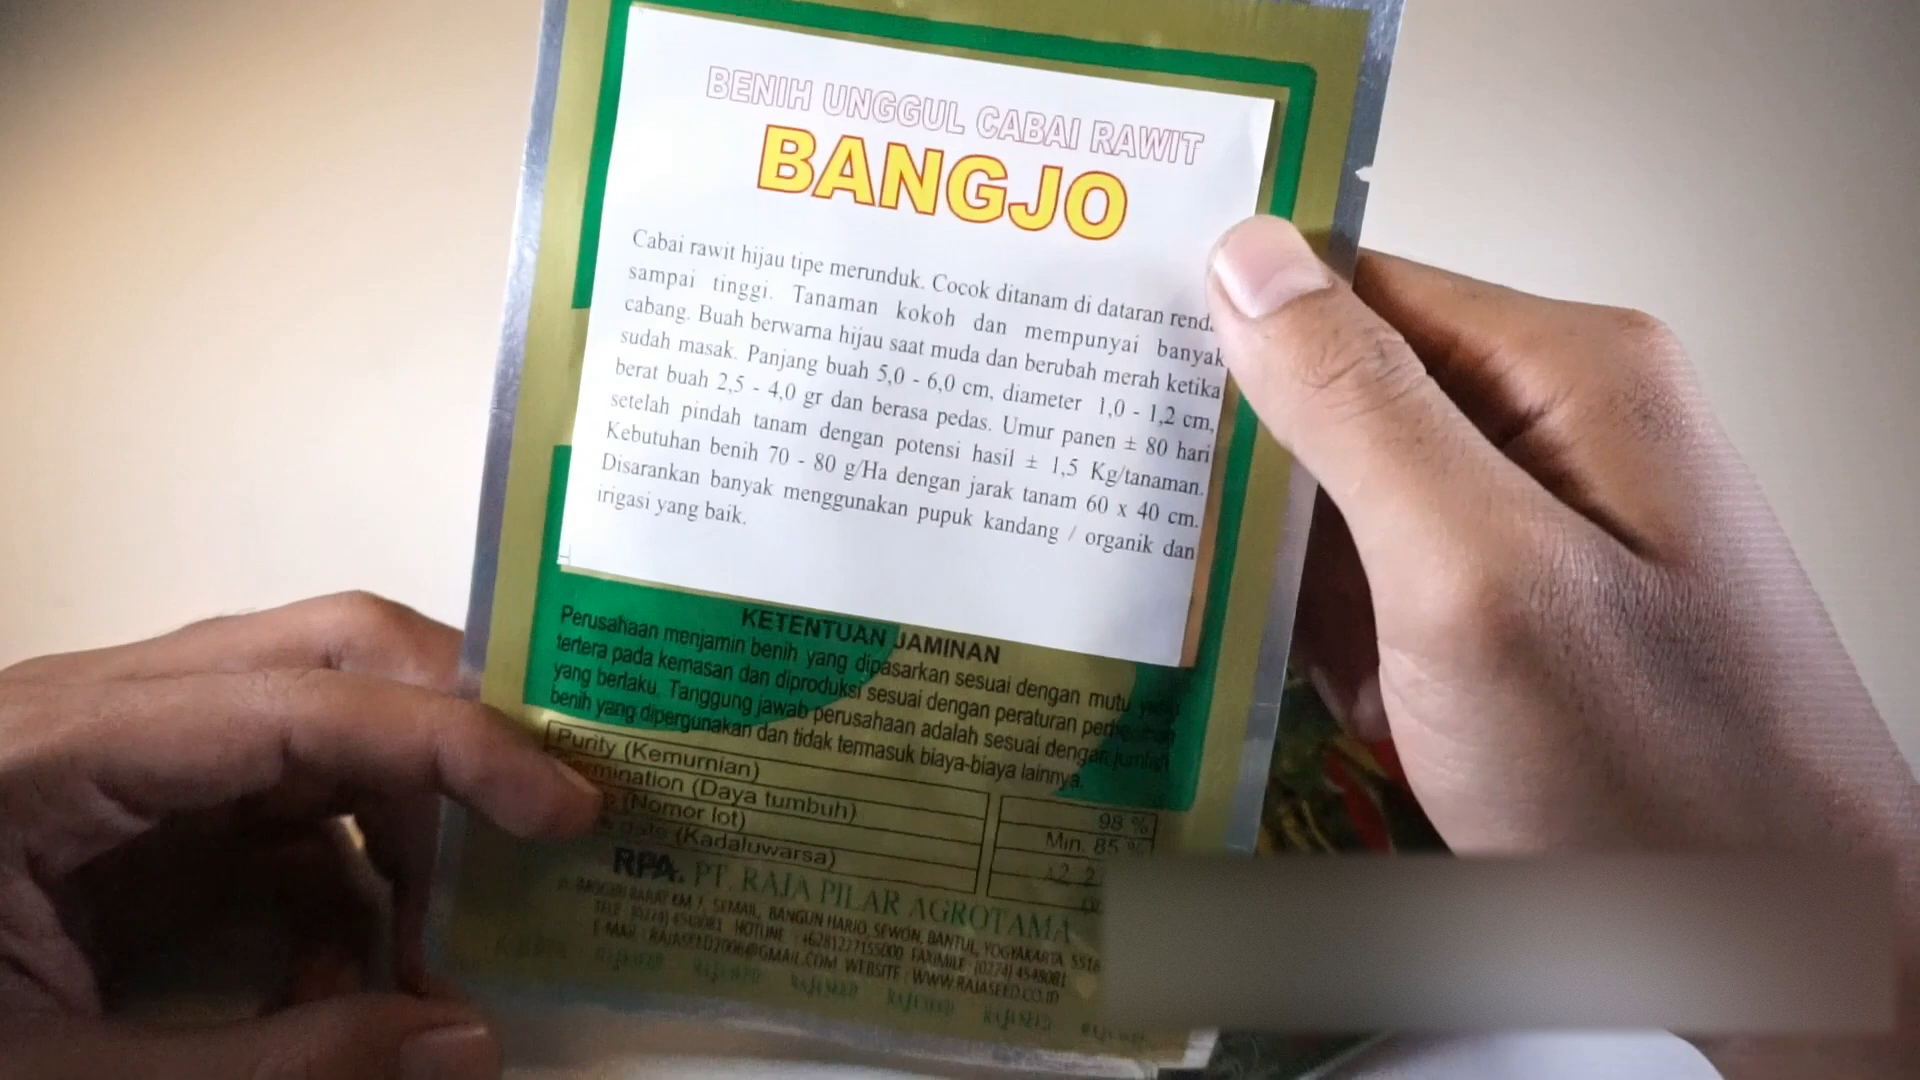 BENIH UNGGUL CABAI RAWIT
BANGJO
Cabai rawit hijau tipe merunduk. Cocok ditanam di dataran
sampai tinggi. Tanaman kokoh dan mempunyai banyak
cabang. Buah berwarna hijau saat muda dan berubah merah ketika
sudah masak. Panjang buah 5,0 - 6,0 cm, diameter 1,0 - 1,2 cm,
berat buah 2,5 - 4,0 gr dan berasa pedas. Umur panen ± 80 hari
setelah pindah tanam dengan potensi hasil ± 1,5 Kg/tanaman.
Kebutuhan benih 70 - 80 g/Ha dengan jarak tanam 60 x 40 cm.
Disarankan banyak menggunakan pupuk kandang / organik dan
irigasi yang baik.
KETENTUAN JAMINAN
Perusahaan menjamin benih yang dipasarkan sesuai dengan mutu yang
tertera pada kemasan dan diproduksi sesuai dengan peraturan
yang berlaku. Tanggung jawab perusahaan adalah sesuai dengan jumlah
benih yang dipergunakan dan tidak termasuk biaya-biaya lainnya.
Purity (Kemurnian) 98 %
(Daya tumbuh) Min. 85 %
(Nomor lot)
date (Kadaluwarsa)
RPA. PT. RAJA PILAR AGROTAMA
KM 7, SEMAIL, BANGUN HARJO, SEWON, BANTUL, YOGYAKARTA
TELP : (0274) 4548081 HOTLINE : +6281227155000 FAXIMILE : (0274) 4548081
E-MAIL : RAJASEED2006@GMAIL.COM WEBSITE : WWW.RAJASEED.CO.ID